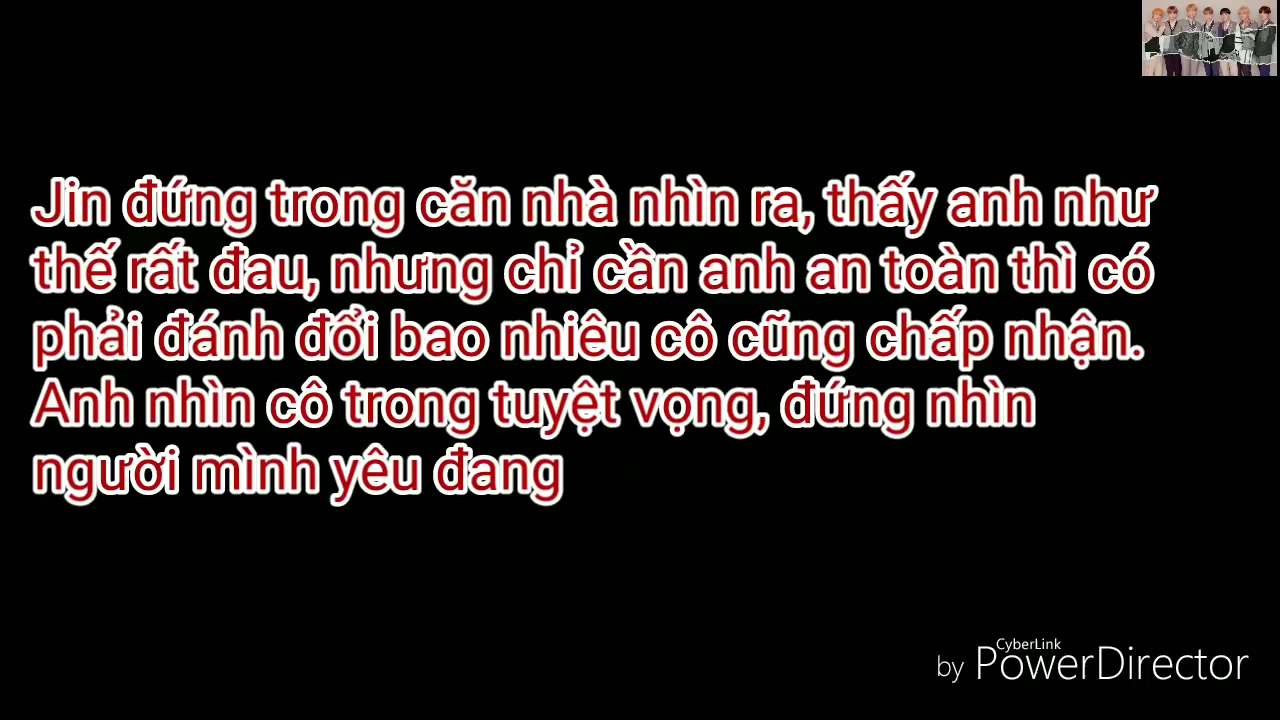 Jin đứng trong căn nhà nhìn ra, thấy anh như
thế rất đau, nhưng chỉ cần anh an toàn thì có
phải đánh đổi bao nhiêu cô cũng chấp nhận.
Anh nhìn cô trong tuyệt vọng, đứng nhìn
người mình yêu đang
CyberLink
by PowerDirector